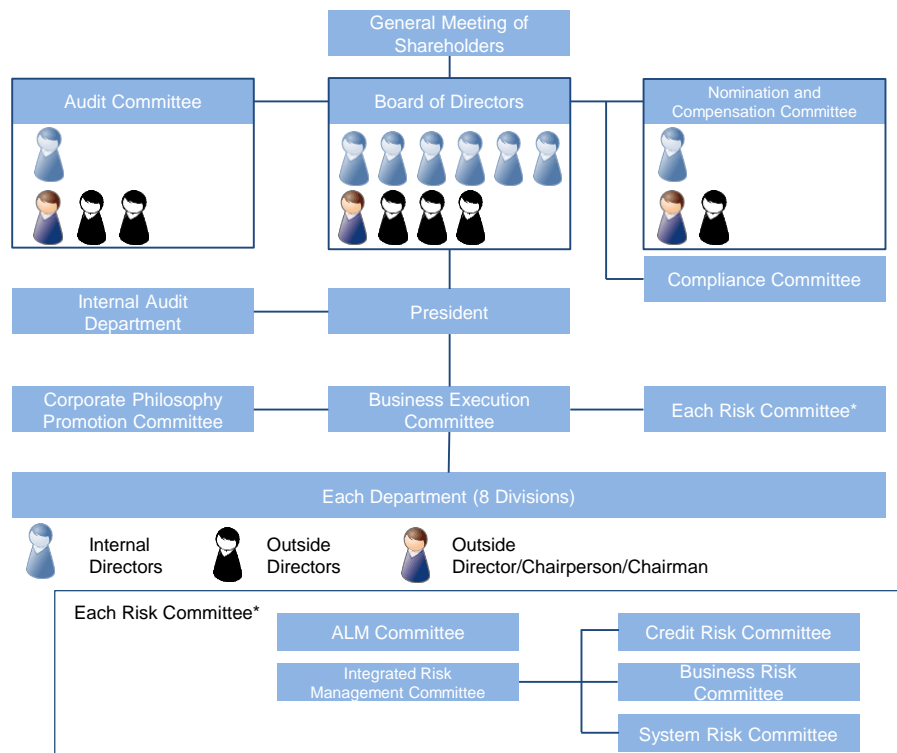 General Meeting of
Shareholders
Audit Committee
Board of Directors
Nomination and
Compensation Committee
Compliance Committee
Internal Audit
Department
President
Corporate Philosophy
Promotion Committee
Business Execution
Committee
Each Risk Committee*
Each Department (8 Divisions)
Internal
Directors
Outside
Directors
Outside
Director/Chairperson/Chairman
Each Risk Committee*
ALM Committee
Credit Risk Committee
Integrated Risk
Management Committee
Business Risk
Committee
System Risk Committee